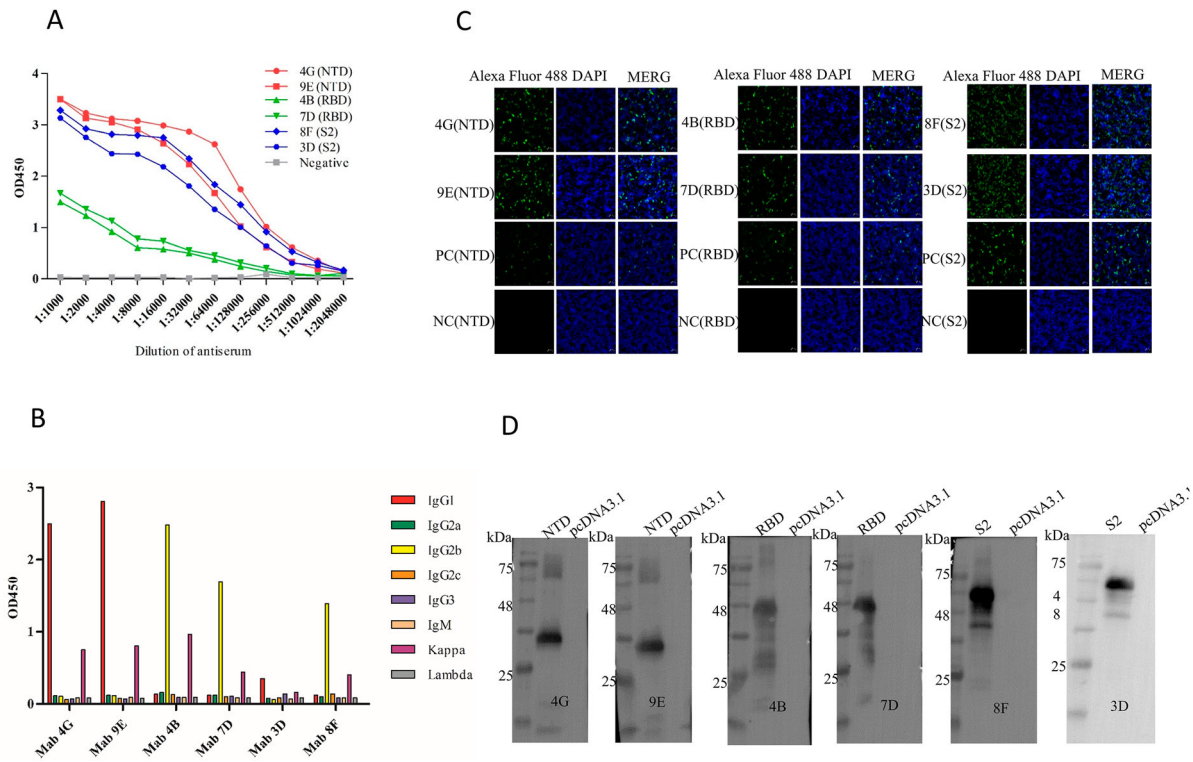 A
4
3
2
1
0
OD450
4G (NTD)
9E (NTD)
4B (RBD)
7D (RBD)
8F (S2)
3D (S2)
Negative
1:1000
1:2000
1:4000
1:8000
1:16000
1:32000
1:64000
1:128000
1:256000
1:512000
1:1024000
1:2048000
Dilution of antiserum
C
Alexa Fluor 488 DAPI MERG
4G(NTD)
9E(NTD)
PC(NTD)
NC(NTD)
Alexa Fluor 488 DAPI MERG
4B(RBD)
7D(RBD)
PC(RBD)
NC(RBD)
Alexa Fluor 488 DAPI MERG
8F(S2)
3D(S2)
PC(S2)
NC(S2)
B
3
2
1
0
OD450
IgG1
IgG2a
IgG2b
IgG2c
IgG3
IgM
Kappa
Lambda
Mab 4G
Mab 9E
Mab 4B
Mab 7D
Mab 3D
Mab 8F
D
kDa
NTD
pcDNA3.1
75
48
25
4G
kDa
NTD
pcDNA3.1
75
48
25
9E
kDa
RBD
pcDNA3.1
75
48
25
4B
kDa
RBD
pcDNA3.1
75
48
25
7D
kDa
S2
pcDNA3.1
75
48
25
8F
kDa
S2
pcDNA3.1
75
4
8
25
3D